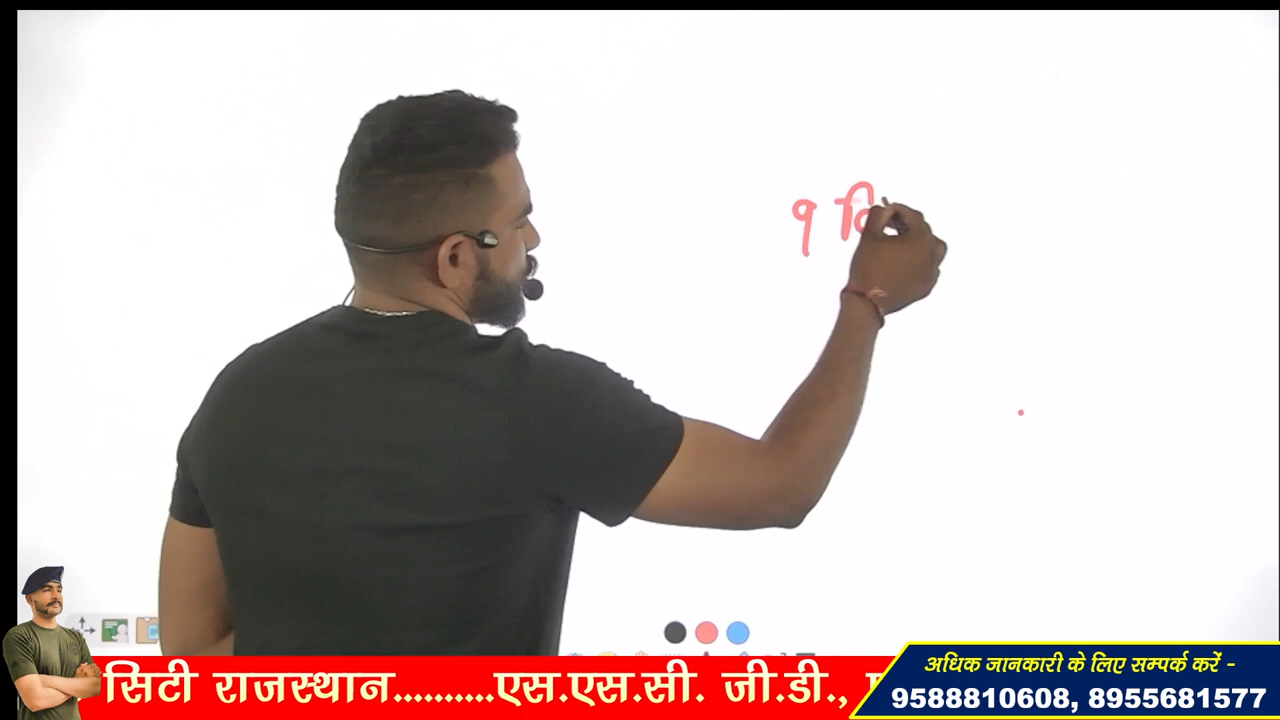 १ वि
सिटी राजस्थान..........एस.एस.सी. जी.डी.,
अधिक जानकारी के लिए सम्पर्क करें -
9588810608, 8955681577